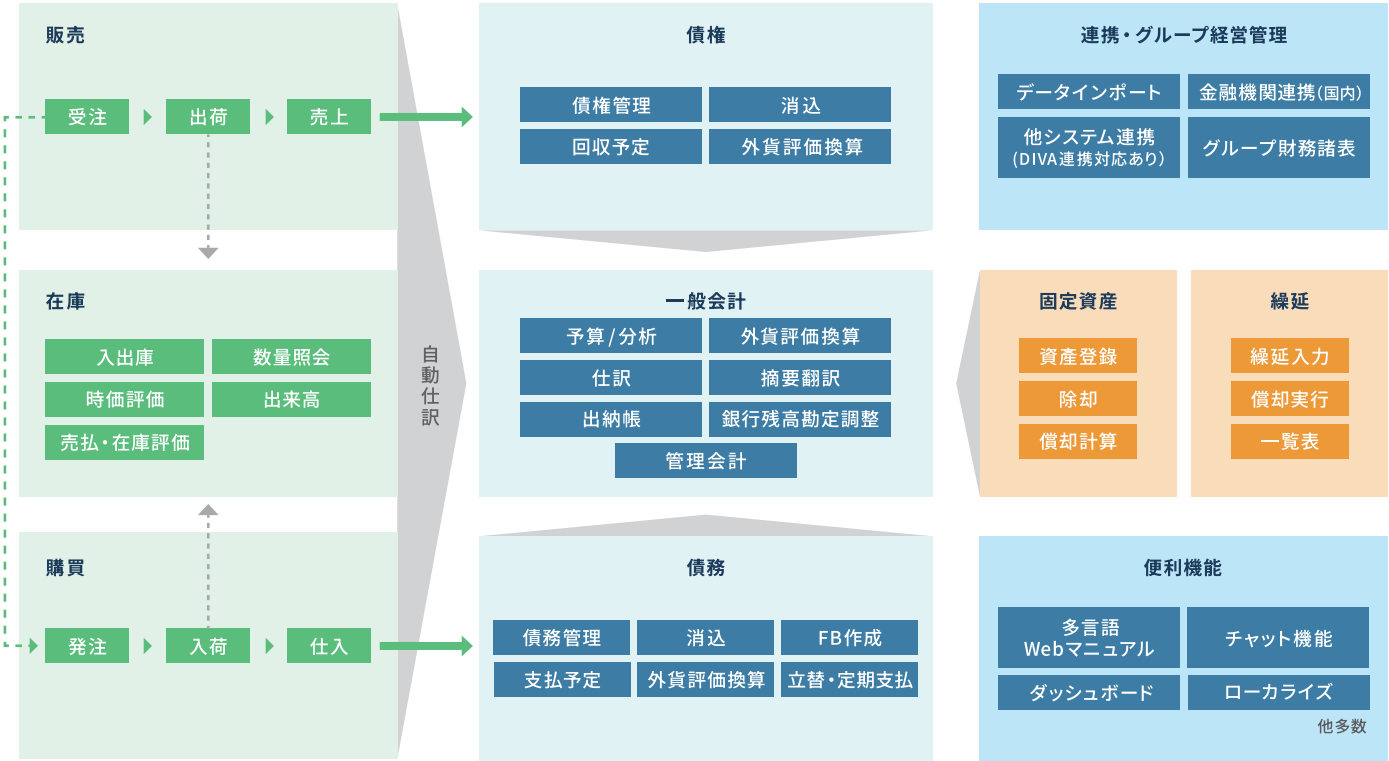 販売
受注
出荷
売上
在庫
入出庫
数量照会
時価評価
出来高
売払・在庫評価
購買
発注
入荷
仕入
自動仕訳
債権
債権管理
消込
回収予定
外貨評価換算
一般会計
予算/分析
外貨評価換算
仕訳
摘要翻訳
出納帳
銀行残高勘定調整
管理会計
債務
債務管理
消込
FB作成
支払予定
外貨評価換算
立替・定期支払
連携・グループ経営管理
データインポート
金融機関連携(国内)
他システム連携
(DIVA連携対応あり)
グループ財務諸表
固定資産
資産登録
除却
償却計算
繰延
繰延入力
償却実行
一覧表
便利機能
多言語
Webマニュアル
チャット機能
ダッシュボード
ローカライズ
他多数